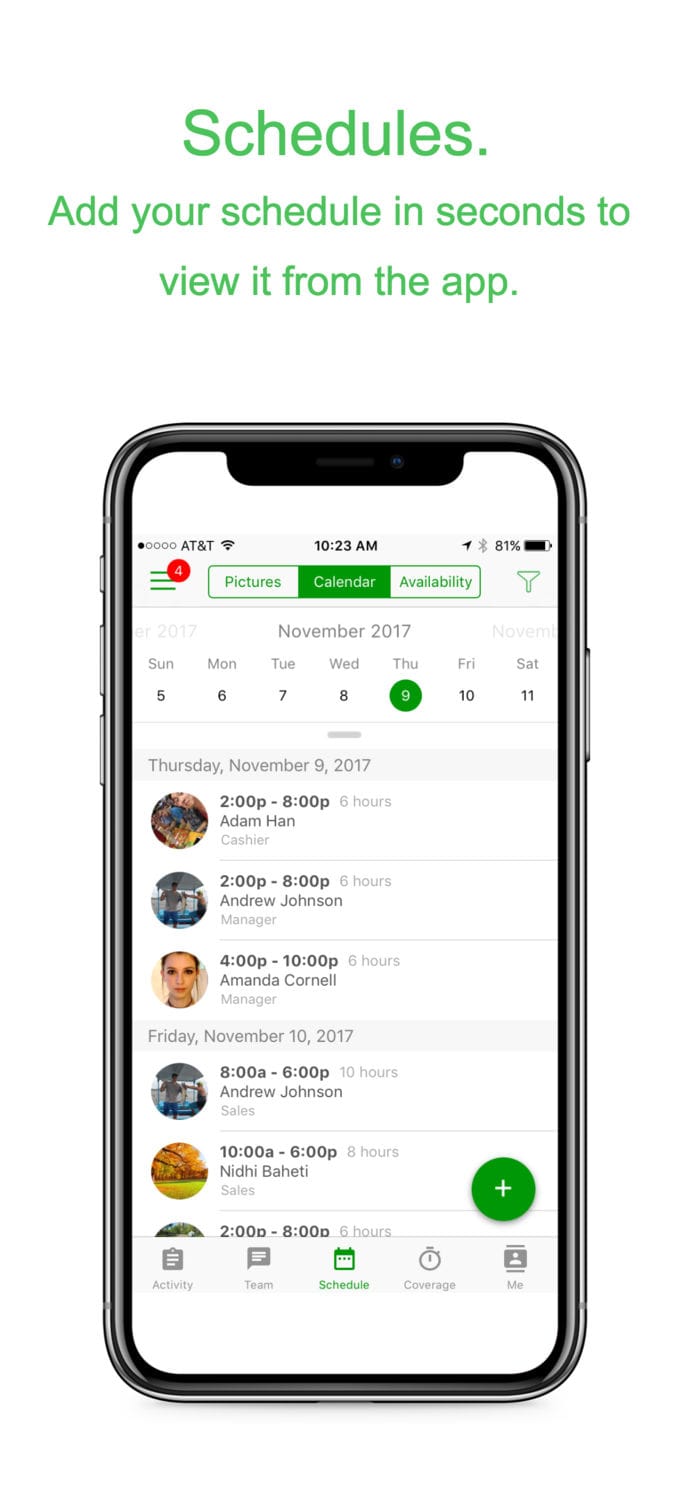 Schedules.
Add your schedule in seconds to
view it from the app.
AT&T 10:23 AM 81%
4
Pictures Calendar Availability
er 2017 November 2017 Novemb
Sun Mon Tue Wed Thu Fri Sat
5 6 7 8 9 10 11
Thursday, November 9, 2017
2:00p - 8:00p 6 hours
Adam Han
Cashier
2:00p - 8:00p 6 hours
Andrew Johnson
Manager
4:00p - 10:00p 6 hours
Amanda Cornell
Manager
Friday, November 10, 2017
8:00a - 6:00p 10 hours
Andrew Johnson
Sales
10:00a - 6:00p 8 hours
Nidhi Baheti
Sales
+
2:00p - 8:00p 6 hours
Activity Team Schedule Coverage Me